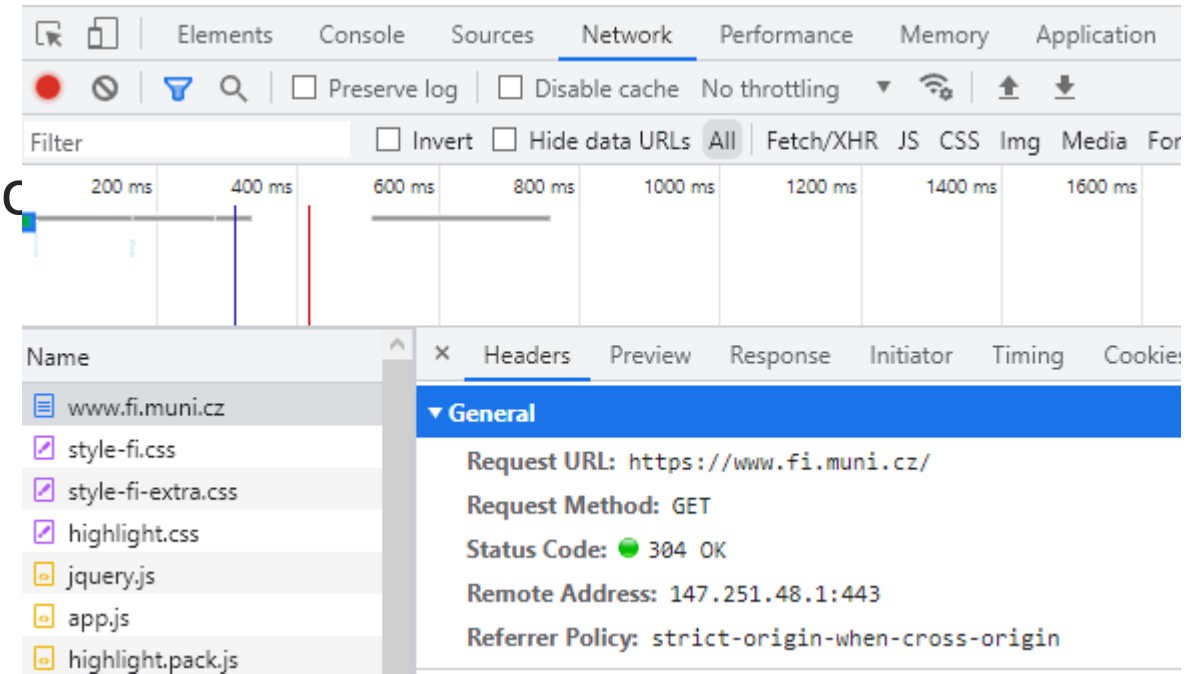 Elements Console Sources Network Performance Memory Application
Preserve log Disable cache No throttling
Filter Invert Hide data URLs All Fetch/XHR JS CSS Img Media For
200 ms 400 ms 600 ms 800 ms 1000 ms 1200 ms 1400 ms 1600 ms
Name
× Headers Preview Response Initiator Timing Cookies
www.fi.muni.cz
style-fi.css
style-fi-extra.css
highlight.css
jquery.js
app.js
highlight.pack.js
General
Request URL: https://www.fi.muni.cz/
Request Method: GET
Status Code: 304 OK
Remote Address: 147.251.48.1:443
Referrer Policy: strict-origin-when-cross-origin